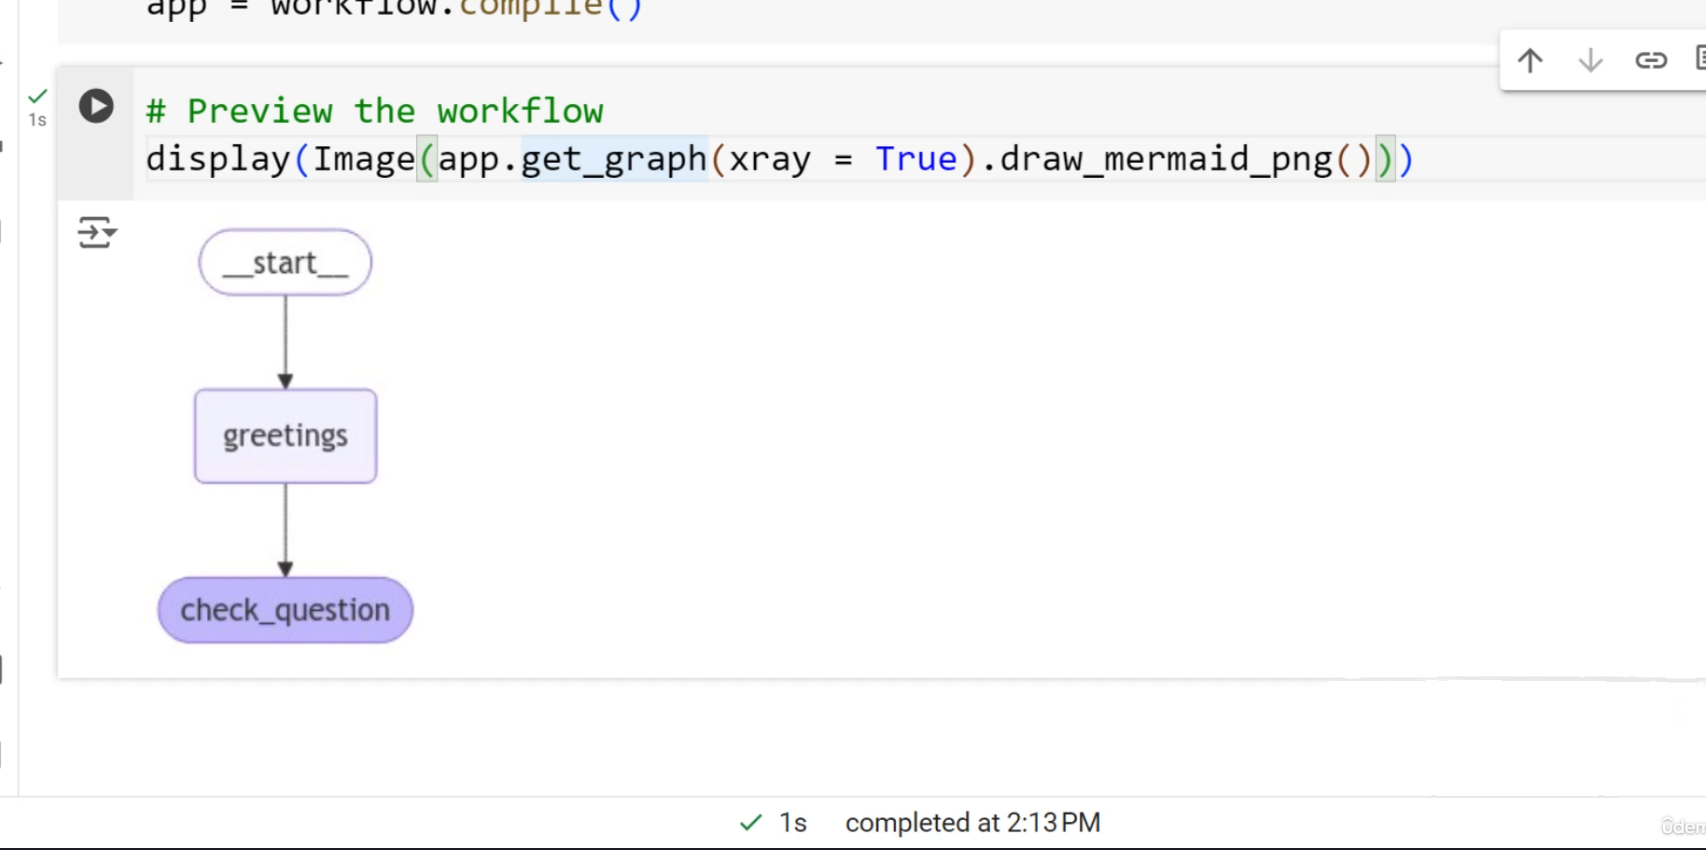 app = workflow.compile()
1s
# Preview the workflow
display(Image(app.get_graph(xray = True).draw_mermaid_png()))
__start__
greetings
check_question
1s completed at 2:13 PM